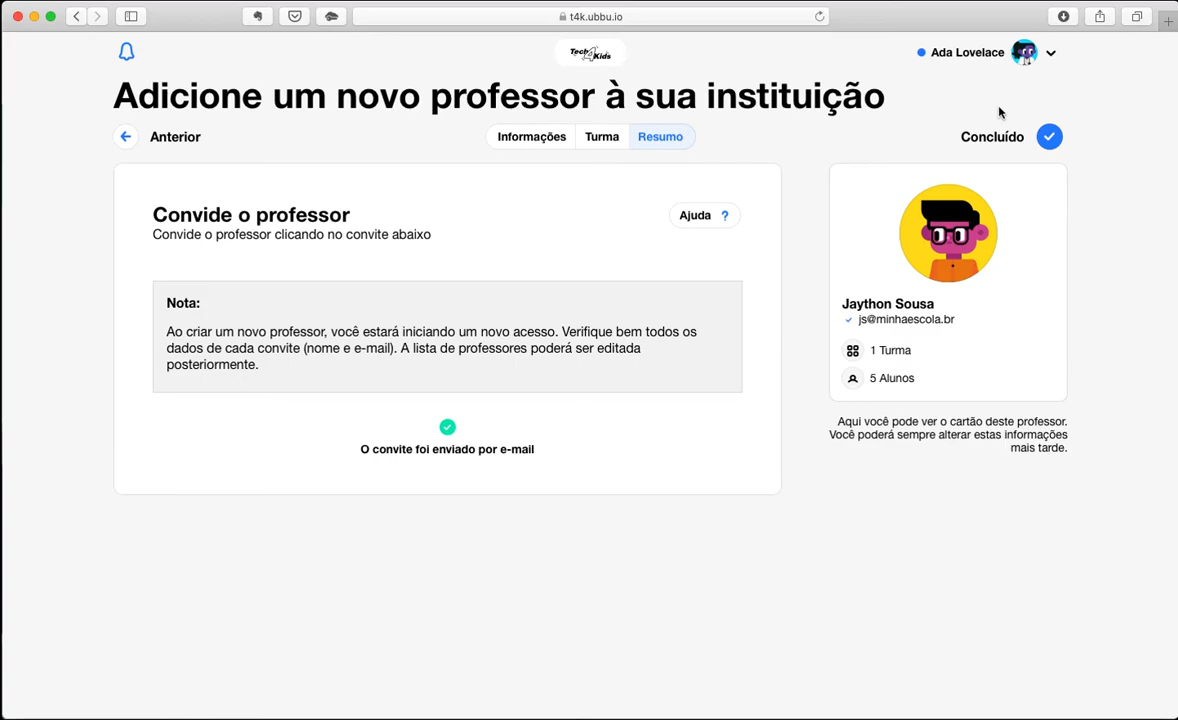 t4k.ubbu.io
Tech4Kids
Ada Lovelace
Adicione um novo professor à sua instituição
Anterior
Informações Turma Resumo
Concluído
Convide o professor
Convide o professor clicando no convite abaixo
Ajuda ?
Nota:
Ao criar um novo professor, você estará iniciando um novo acesso. Verifique bem todos os
dados de cada convite (nome e e-mail). A lista de professores poderá ser editada
posteriormente.
O convite foi enviado por e-mail
Jaython Sousa
js@minhaescola.br
1 Turma
5 Alunos
Aqui você pode ver o cartão deste professor.
Você poderá sempre alterar estas informações
mais tarde.